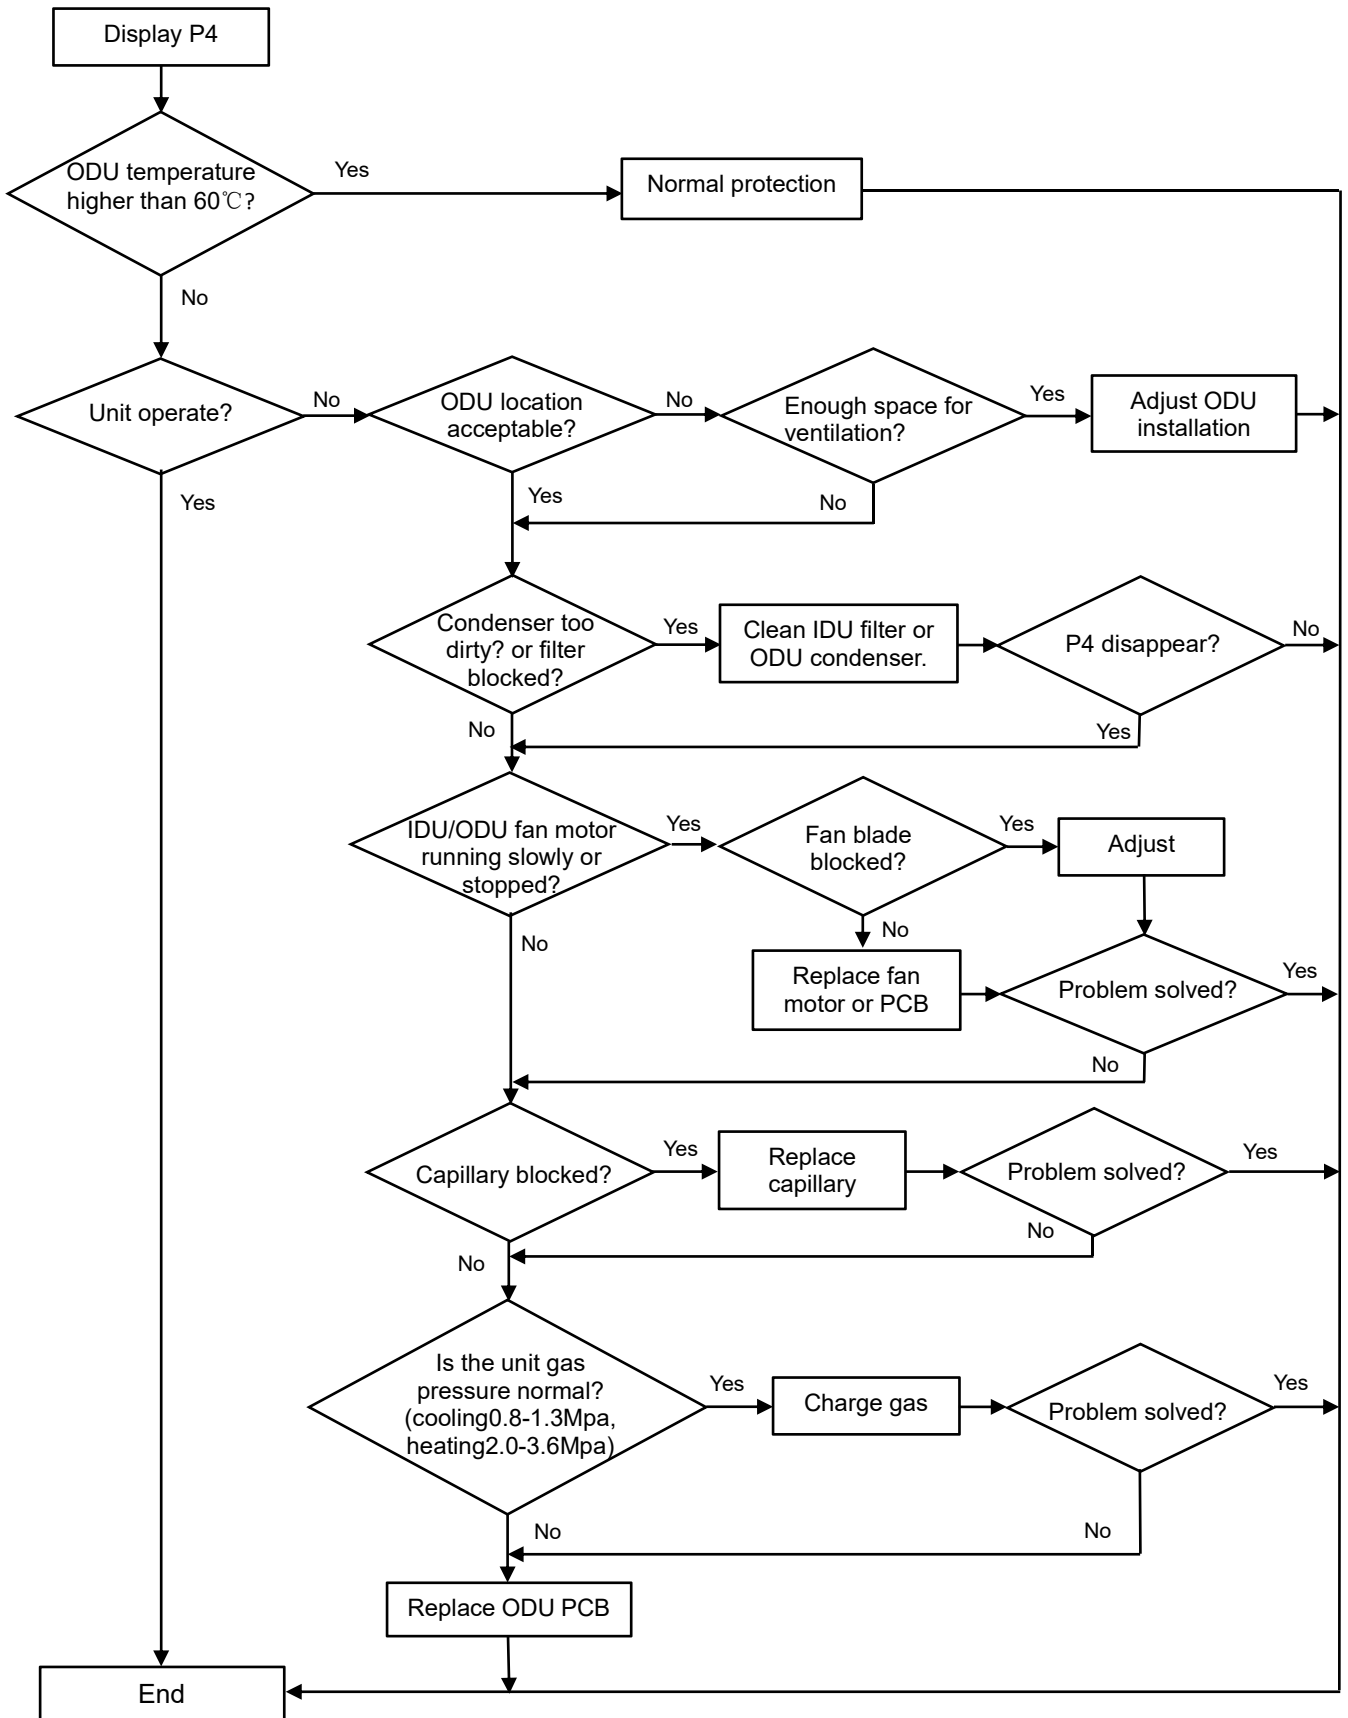 Display P4
ODU temperature
higher than 60℃?
Yes
Normal protection
No
Unit operate?
No
ODU location
acceptable?
No
Enough space for
ventilation?
Yes
Adjust ODU
installation
Yes
Yes
No
Condenser too
dirty? or filter
blocked?
Yes
Clean IDU filter or
ODU condenser.
P4 disappear?
No
No
Yes
IDU/ODU fan motor
running slowly or
stopped?
Yes
Fan blade
blocked?
Yes
Adjust
No
No
Replace fan
motor or PCB
Problem solved?
Yes
No
Capillary blocked?
Yes
Replace
capillary
Problem solved?
Yes
No
No
Is the unit gas
pressure normal?
(cooling0.8-1.3Mpa,
heating2.0-3.6Mpa)
Yes
Charge gas
Problem solved?
Yes
No
No
Replace ODU PCB
End